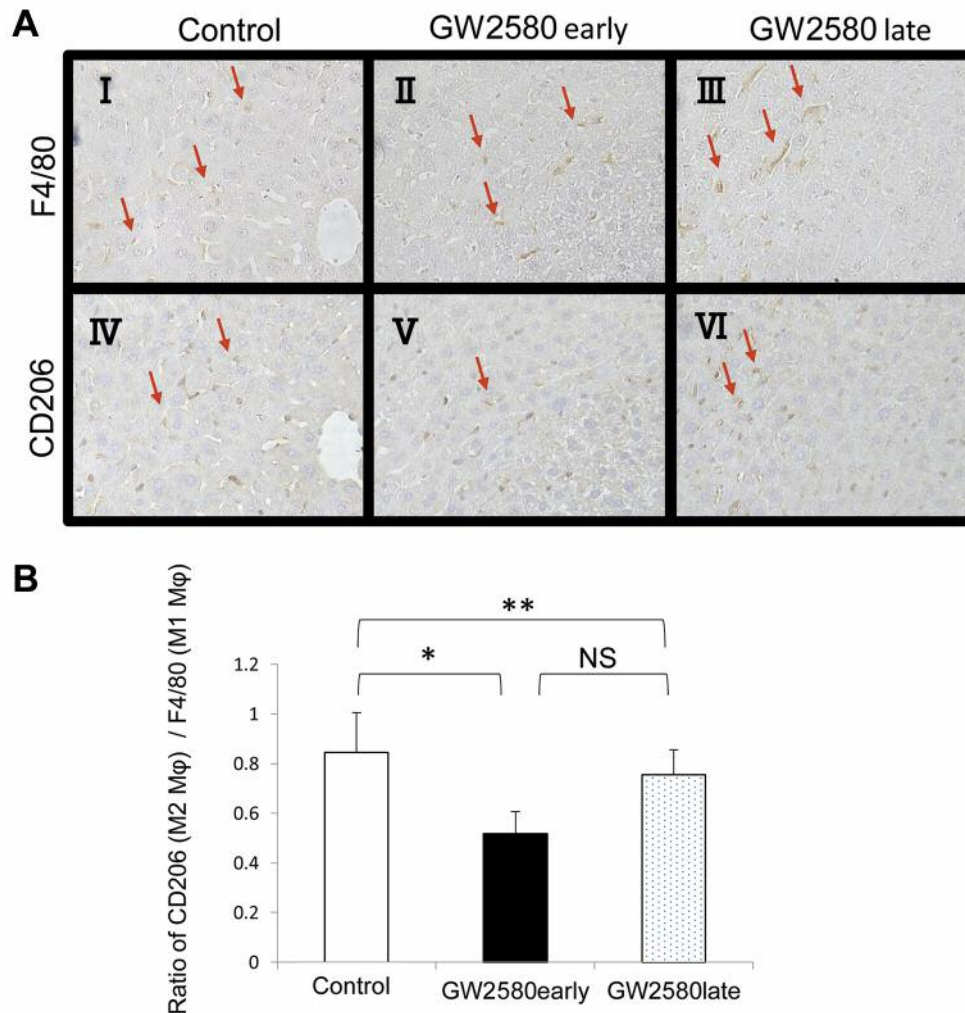 A
Control GW2580 early GW2580 late
F4/80
I II III
CD206
IV V VI
B
Ratio of CD206 (M2 Mφ) / F4/80 (M1 Mφ)
**
* NS
1.2
1
0.8
0.6
0.4
0.2
0
Control GW2580early GW2580late